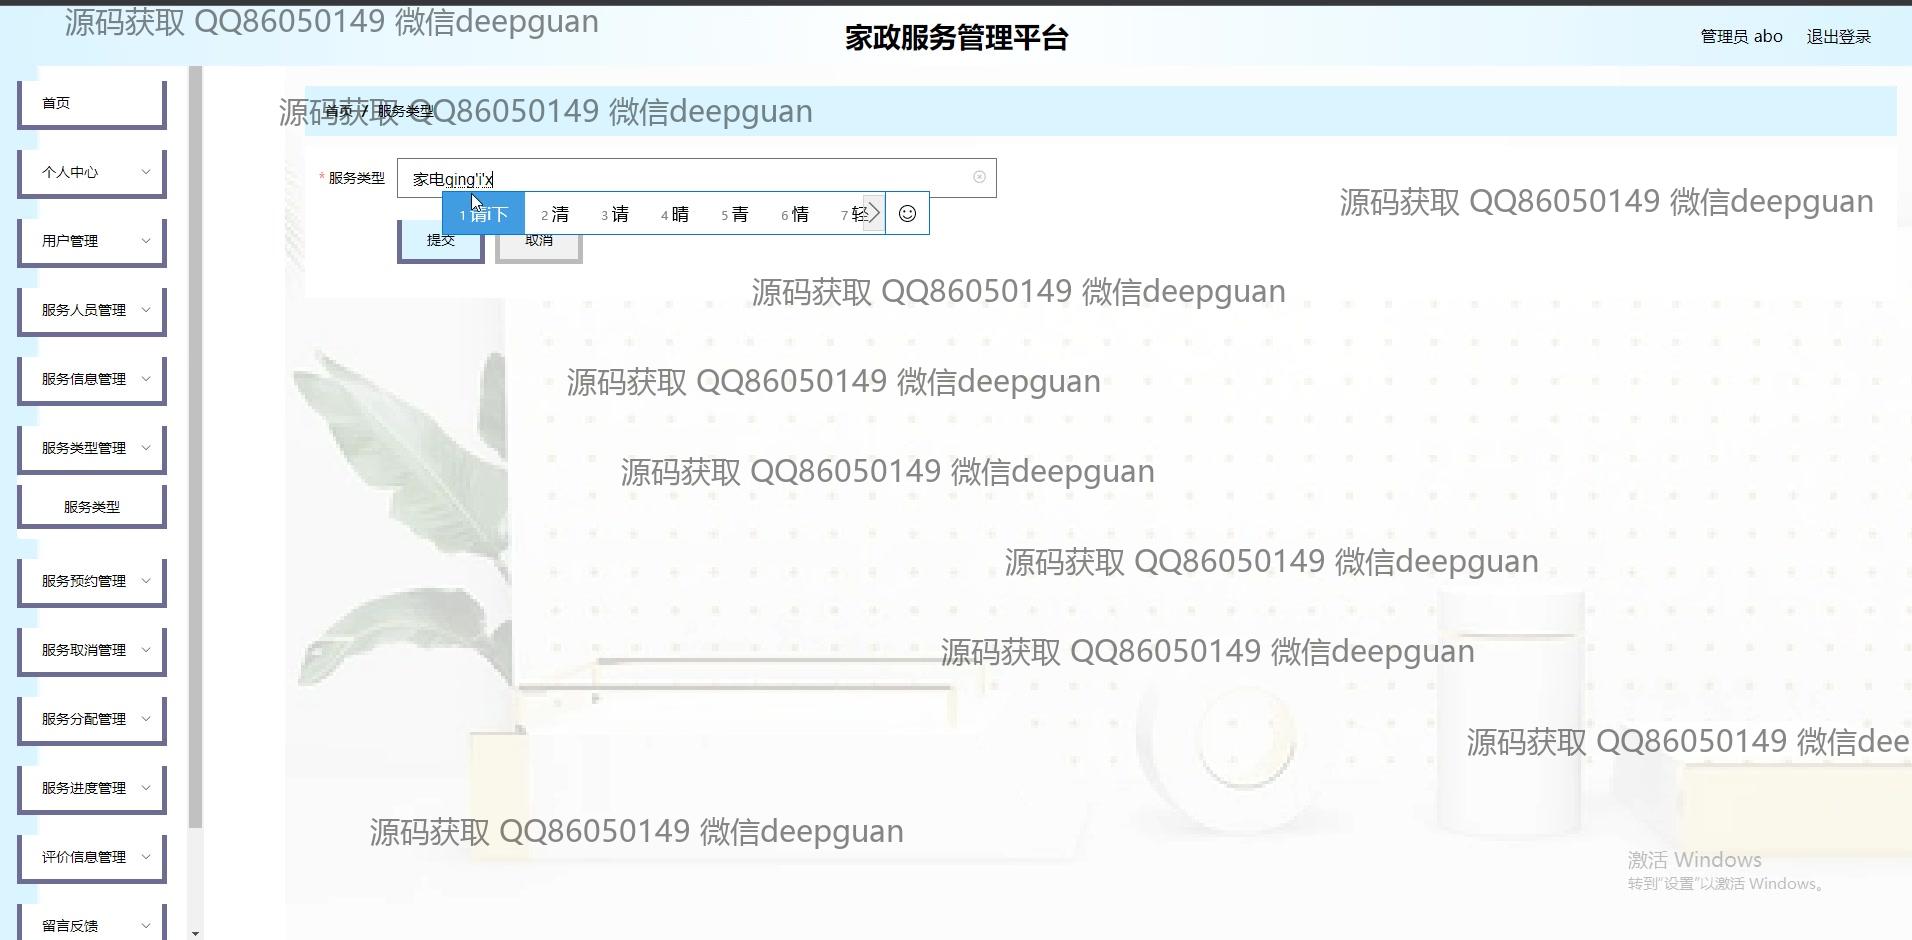 源码获取 QQ86050149 微信deepguan
家政服务管理平台
管理员 abo
退出登录
首页
源码获取 QQ86050149 微信deepguan
首页 / 服务类型
个人中心
* 服务类型
家电qing'i'x
源码获取 QQ86050149 微信deepguan
1 请i下 2 清 3 请 4 晴 5 青 6 情 7 轻
用户管理
提交
取消
源码获取 QQ86050149 微信deepguan
服务人员管理
服务信息管理
源码获取 QQ86050149 微信deepguan
服务类型管理
源码获取 QQ86050149 微信deepguan
服务类型
源码获取 QQ86050149 微信deepguan
服务预约管理
服务取消管理
源码获取 QQ86050149 微信deepguan
服务分配管理
源码获取 QQ86050149 微信dee
服务进度管理
源码获取 QQ86050149 微信deepguan
评价信息管理
激活 Windows
转到"设置"以激活 Windows。
留言反馈